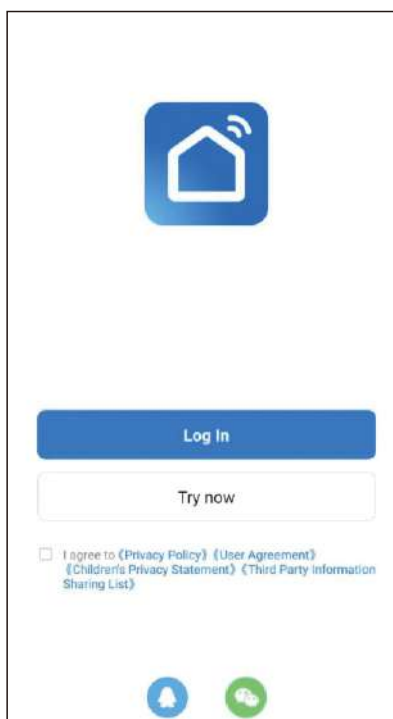 Log In
Try now
I agree to《Privacy Policy》《User Agreement》
《Children's Privacy Statement》《Third Party Information
Sharing List》